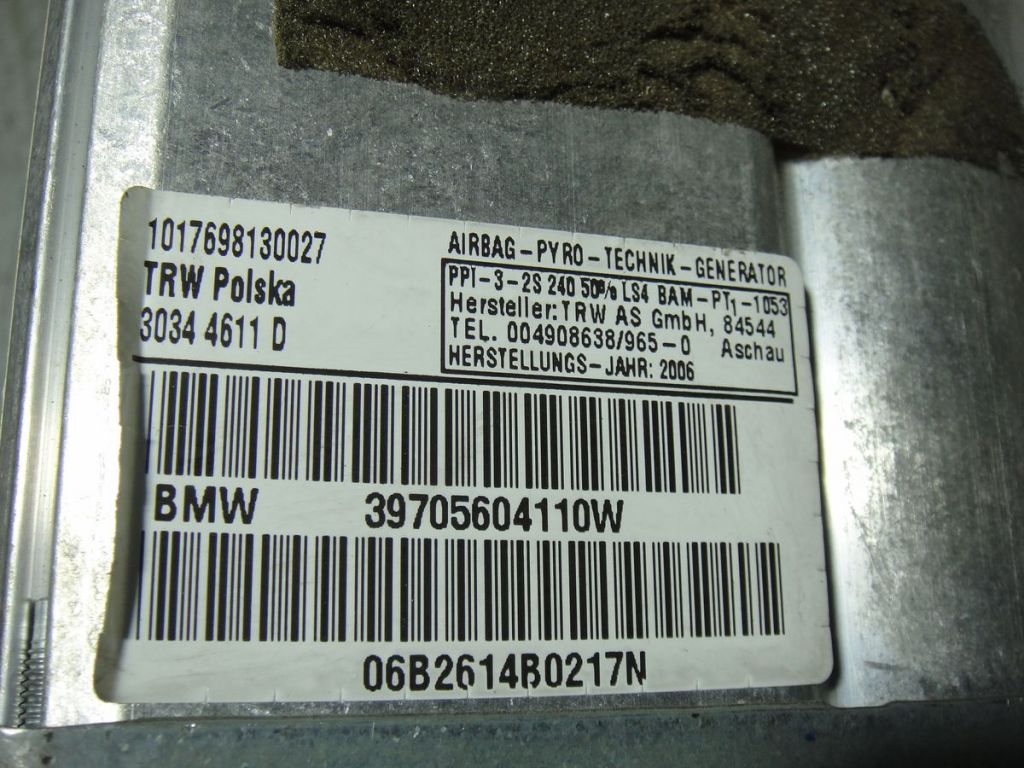 1017698130027
TRW Polska
3034 4611 D
AIRBAG-PYRO-TECHNIK-GENERATOR
PPI-3-2S 240 50% LS4 BAM-PT1-1053
Hersteller: TRW AS GmbH, 84544
TEL. 004908638/965-0 Aschau
HERSTELLUNGS-JAHR: 2006
BMW 39705604110W
06B2614B0217N